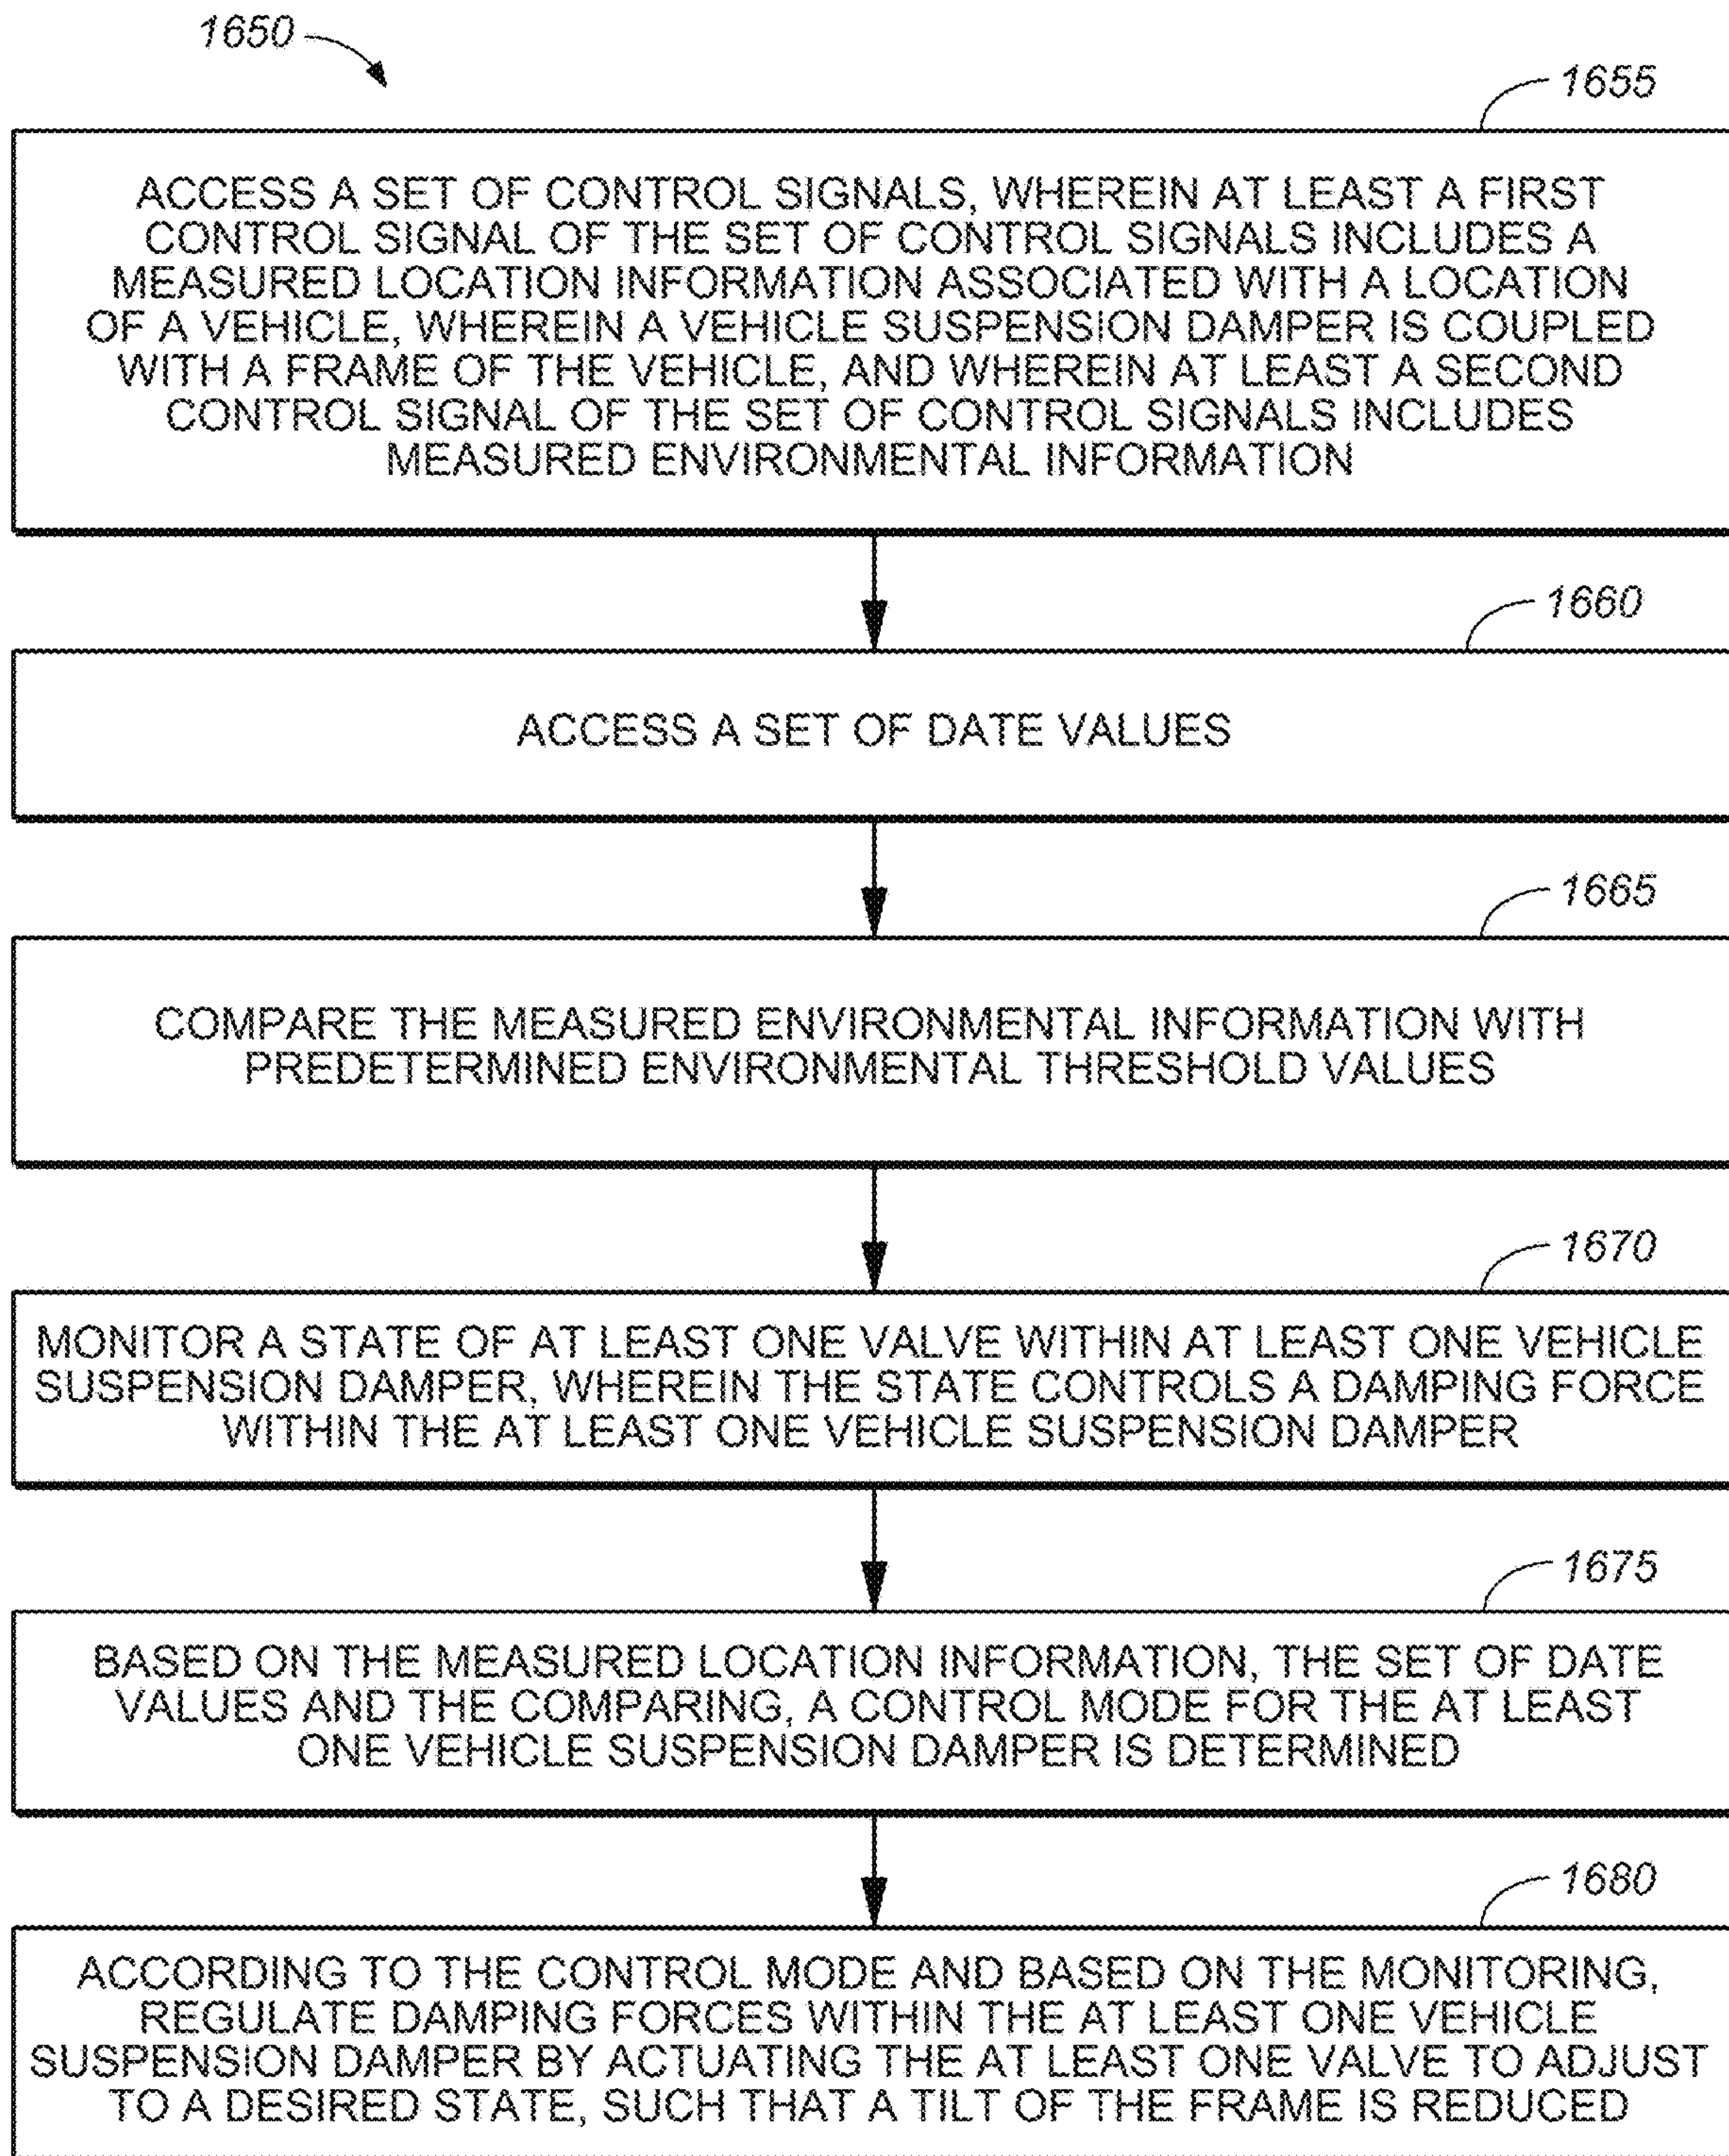 1650
1655
ACCESS A SET OF CONTROL SIGNALS, WHEREIN AT LEAST A FIRST
CONTROL SIGNAL OF THE SET OF CONTROL SIGNALS INCLUDES A
MEASURED LOCATION INFORMATION ASSOCIATED WITH A LOCATION
OF A VEHICLE, WHEREIN A VEHICLE SUSPENSION DAMPER IS COUPLED
WITH A FRAME OF THE VEHICLE, AND WHEREIN AT LEAST A SECOND
CONTROL SIGNAL OF THE SET OF CONTROL SIGNALS INCLUDES
MEASURED ENVIRONMENTAL INFORMATION
1660
ACCESS A SET OF DATE VALUES
1665
COMPARE THE MEASURED ENVIRONMENTAL INFORMATION WITH
PREDETERMINED ENVIRONMENTAL THRESHOLD VALUES
1670
MONITOR A STATE OF AT LEAST ONE VALVE WITHIN AT LEAST ONE VEHICLE
SUSPENSION DAMPER, WHEREIN THE STATE CONTROLS A DAMPING FORCE
WITHIN THE AT LEAST ONE VEHICLE SUSPENSION DAMPER
1675
BASED ON THE MEASURED LOCATION INFORMATION, THE SET OF DATE
VALUES AND THE COMPARING, A CONTROL MODE FOR THE AT LEAST
ONE VEHICLE SUSPENSION DAMPER IS DETERMINED
1680
ACCORDING TO THE CONTROL MODE AND BASED ON THE MONITORING,
REGULATE DAMPING FORCES WITHIN THE AT LEAST ONE VEHICLE
SUSPENSION DAMPER BY ACTUATING THE AT LEAST ONE VALVE TO ADJUST
TO A DESIRED STATE, SUCH THAT A TILT OF THE FRAME IS REDUCED